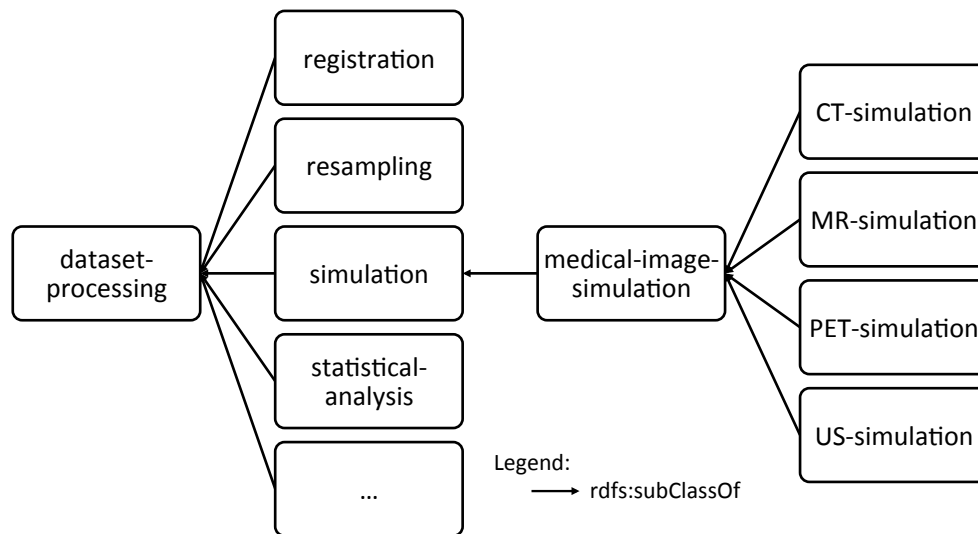 registration
resampling
dataset-
processing
simulation
statistical-
analysis
...
medical-image-
simulation
CT-simulation
MR-simulation
PET-simulation
US-simulation
Legend:
rdfs:subClassOf